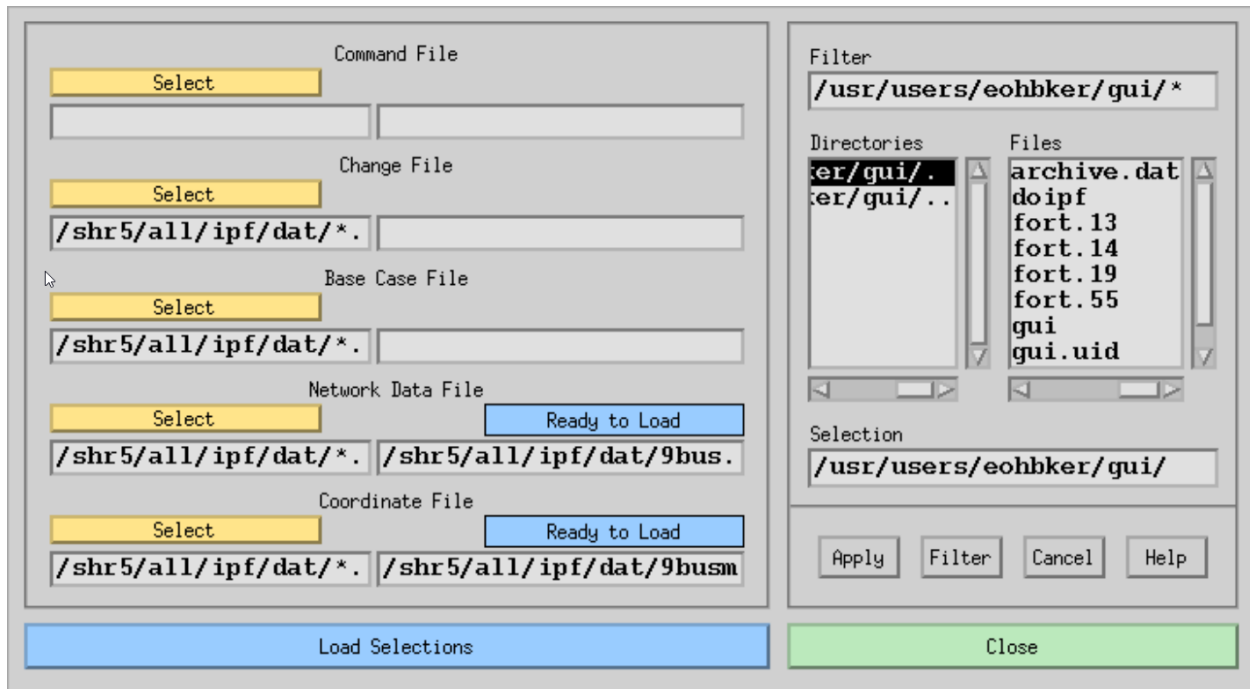 Command File
Select
Change File
Select
/shr5/all/ipf/dat/*.
Base Case File
Select
/shr5/all/ipf/dat/*.
Network Data File
Select Ready to Load
/shr5/all/ipf/dat/*. /shr5/all/ipf/dat/9bus.
Coordinate File
Select Ready to Load
/shr5/all/ipf/dat/*. /shr5/all/ipf/dat/9busm
Load Selections
Filter
/usr/users/eohbker/gui/*
Directories
er/gui/.
er/gui/..
Files
archive.dat
doipf
fort.13
fort.14
fort.19
fort.55
gui
gui.uid
Selection
/usr/users/eohbker/gui/
Apply Filter Cancel Help
Close